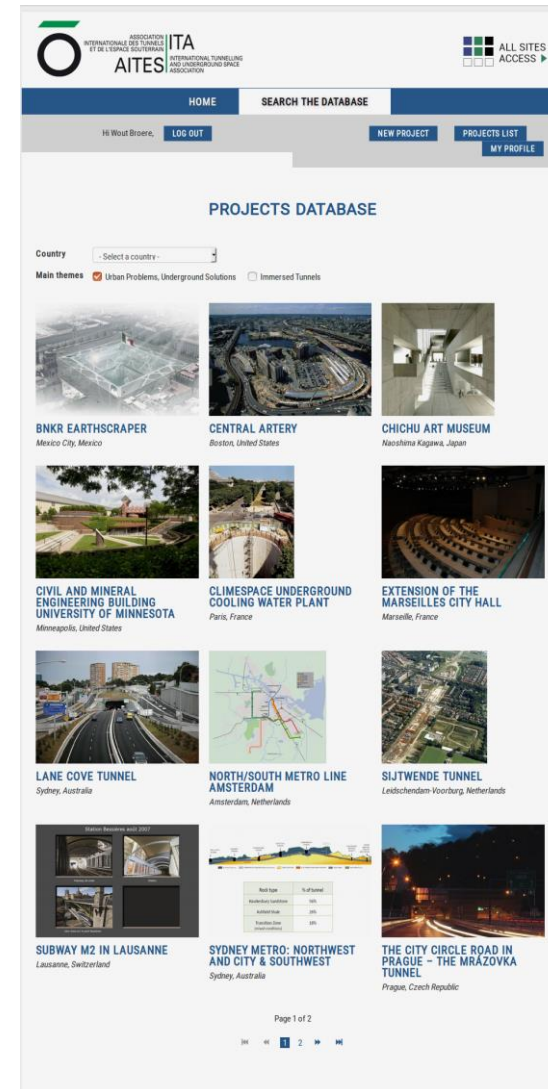 ASSOCIATION
INTERNATIONALE DES TUNNELS
ET DE L'ESPACE SOUTERRAIN
AITES
ITA
INTERNATIONAL TUNNELLING
AND UNDERGROUND SPACE
ASSOCIATION
ALL SITES
ACCESS
HOME SEARCH THE DATABASE
Hi Wout Broere, LOG OUT NEW PROJECT PROJECTS LIST
MY PROFILE
PROJECTS DATABASE
Country - Select a country -
Main themes Urban Problems, Underground Solutions Immersed Tunnels
BNKR EARTHSCRAPER
Mexico City, Mexico
CENTRAL ARTERY
Boston, United States
CHICHU ART MUSEUM
Naoshima Kagawa, Japan
CIVIL AND MINERAL
ENGINEERING BUILDING
UNIVERSITY OF MINNESOTA
Minneapolis, United States
CLIMESPACE UNDERGROUND
COOLING WATER PLANT
Paris, France
EXTENSION OF THE
MARSEILLES CITY HALL
Marseille, France
LANE COVE TUNNEL
Sydney, Australia
NORTH/SOUTH METRO LINE
AMSTERDAM
Amsterdam, Netherlands
SIJTWENDE TUNNEL
Leidschendam-Voorburg, Netherlands
Station Bessières août 2007
SUBWAY M2 IN LAUSANNE
Lausanne, Switzerland
Rock type % of tunnel
SYDNEY METRO: NORTHWEST
AND CITY & SOUTHWEST
Sydney, Australia
THE CITY CIRCLE ROAD IN
PRAGUE – THE MRÁZOVKA
TUNNEL
Prague, Czech Republic
Page 1 of 2
1 2